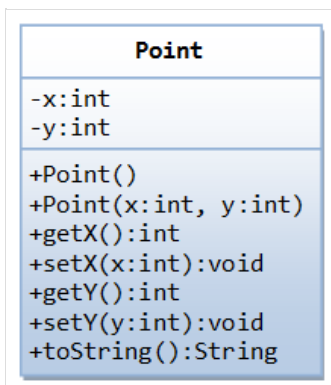 Point
-x:int
-y:int
+Point()
+Point(x:int, y:int)
+getX():int
+setX(x:int):void
+getY():int
+setY(y:int):void
+toString():String